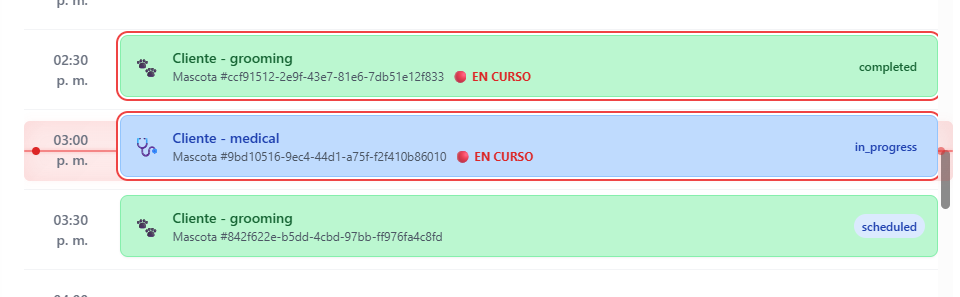 p. m.
02:30
p. m.
Cliente - grooming
Mascota #ccf91512-2e9f-43e7-81e6-7db51e12f833 EN CURSO
completed
03:00
p. m.
Cliente - medical
Mascota #9bd10516-9ec4-44d1-a75f-f2f410b86010 EN CURSO
in_progress
03:30
p. m.
Cliente - grooming
Mascota #842f622e-b5dd-4cbd-97bb-ff976fa4c8fd
scheduled